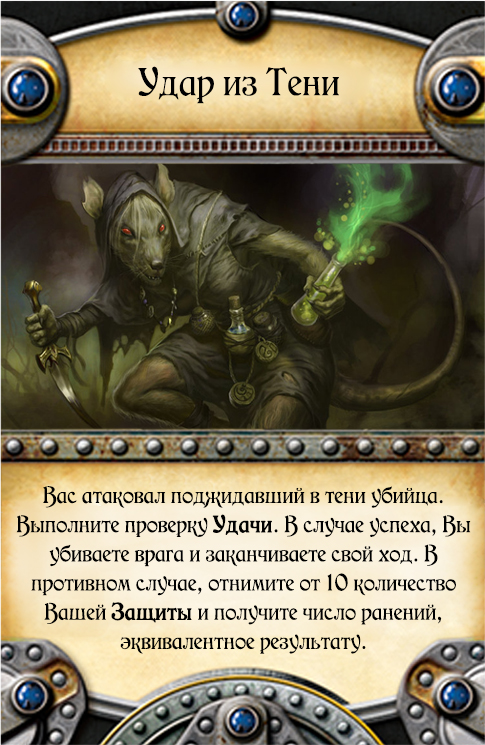 Удар из Тени
Вас атаковал поджидавший в тени убийца.
Выполните проверку Удачи. В случае успеха, Вы
убиваете врага и заканчиваете свой ход. В
противном случае, отнимите от 10 количество
Вашей Защиты и получите число ранений,
эквивалентное результату.